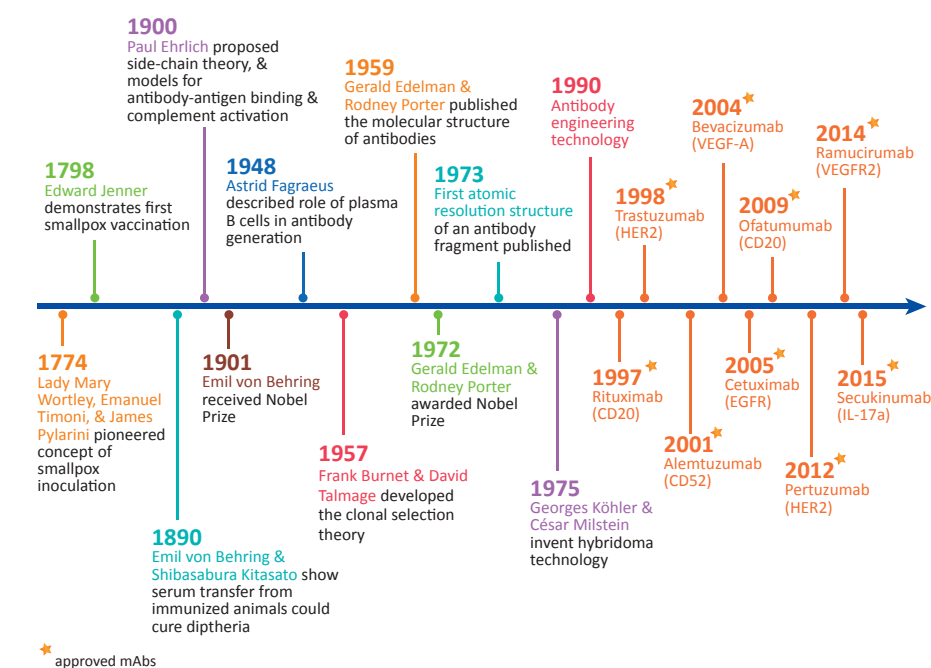 1900
Paul Ehrlich proposed
side-chain theory, &
models for
antibody-antigen binding &
complement activation
1959
Gerald Edelman &
Rodney Porter published
the molecular structure
of antibodies
1990
Antibody
engineering
technology
2004
Bevacizumab
(VEGF-A)
2014
Ramucirumab
(VEGFR2)
1798
Edward Jenner
demonstrates first
smallpox vaccination
1948
Astrid Fagraeus
described role of plasma
B cells in antibody
generation
1973
First atomic
resolution structure
of an antibody
fragment published
1998
Trastuzumab
(HER2)
2009
Ofatumumab
(CD20)
1774
Lady Mary
Wortley, Emanuel
Timoni, & James
Pylarini pioneered
concept of
smallpox
inoculation
1901
Emil von Behring
received Nobel
Prize
1972
Gerald Edelman &
Rodney Porter
awarded Nobel
Prize
1997
Rituximab
(CD20)
2005
Cetuximab
(EGFR)
2015
Secukinumab
(IL-17a)
1957
Frank Burnet & David
Talmage developed
the clonal selection
theory
2001
Alemtuzumab
(CD52)
2012
Pertuzumab
(HER2)
1975
Georges Köhler &
César Milstein
invent hybridoma
technology
1890
Emil von Behring &
Shibasabura Kitasato show
serum transfer from
immunized animals could
cure diptheria
approved mAbs